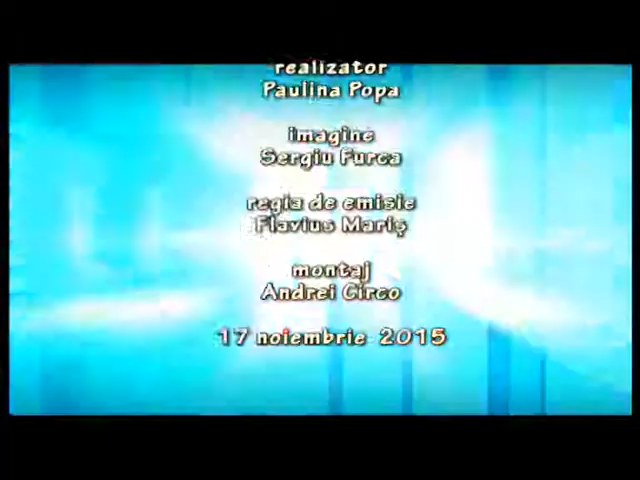 realizator
Paulina Popa
imagine
Sergiu Furca
regia de emisie
Flavius Mariş
montaj
Andrei Circo
17 noiembrie 2015